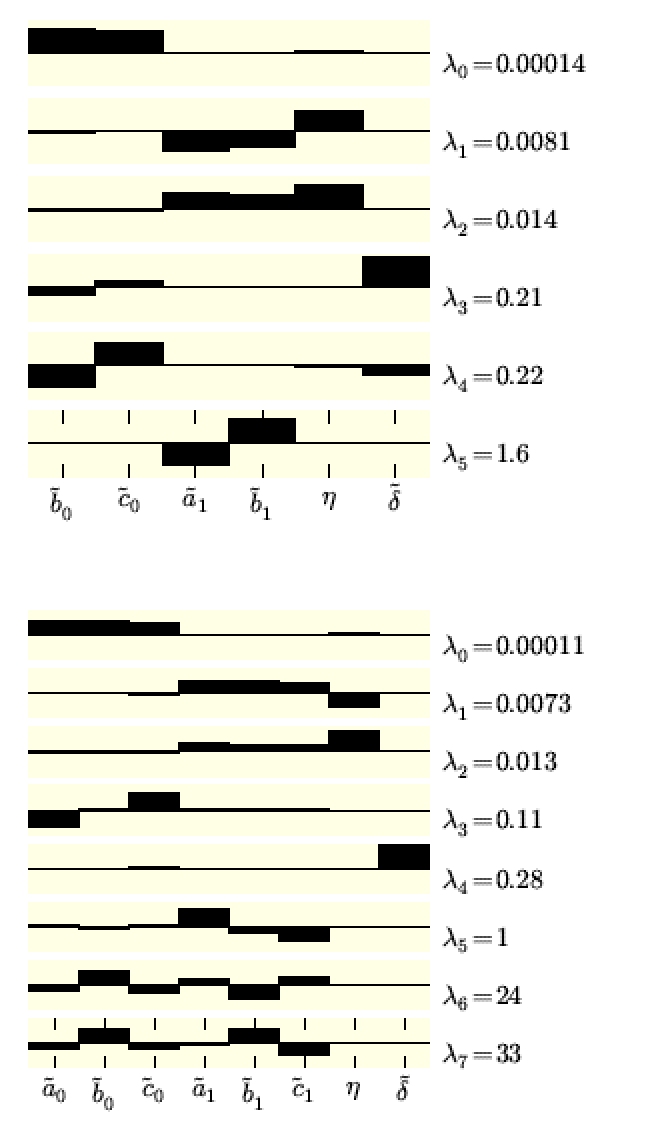 λ₀=0.00014
λ₁=0.0081
λ₂=0.014
λ₃=0.21
λ₄=0.22
λ₅=1.6
b̃₀ c̃₀ ã₁ b̃₁ η δ̃
λ₀=0.00011
λ₁=0.0073
λ₂=0.013
λ₃=0.11
λ₄=0.28
λ₅=1
λ₆=24
λ₇=33
ã₀ b̃₀ c̃₀ ã₁ b̃₁ c̃₁ η δ̃